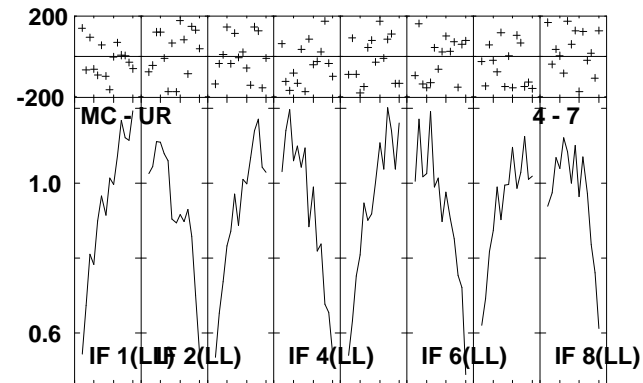 200
-200
MC - UR 4 - 7
1.0
0.6
IF 1(LL) IF 2(LL) IF 4(LL) IF 6(LL) IF 8(LL)